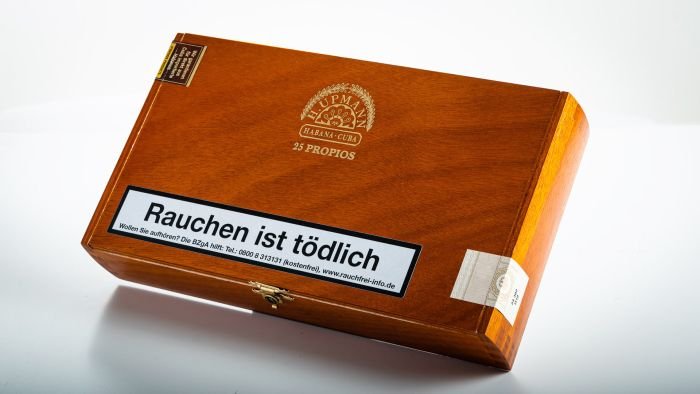 H. UPMANN
HABANA - CUBA
25 PROPIOS
Rauchen ist tödlich
Wollen Sie aufhören? Die BZgA hilft: Tel.: 0800 8 313131 (kostenfrei), www.rauchfrei-info.de